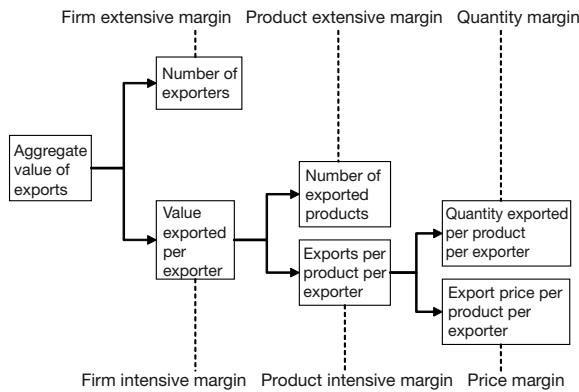 Firm extensive margin
Product extensive margin
Quantity margin
Number of
exporters
Aggregate
value of
exports
Number of
exported
products
Value
exported
per
exporter
Quantity exported
per product
per exporter
Exports per
product per
exporter
Export price per
product per
exporter
Firm intensive margin
Product intensive margin
Price margin